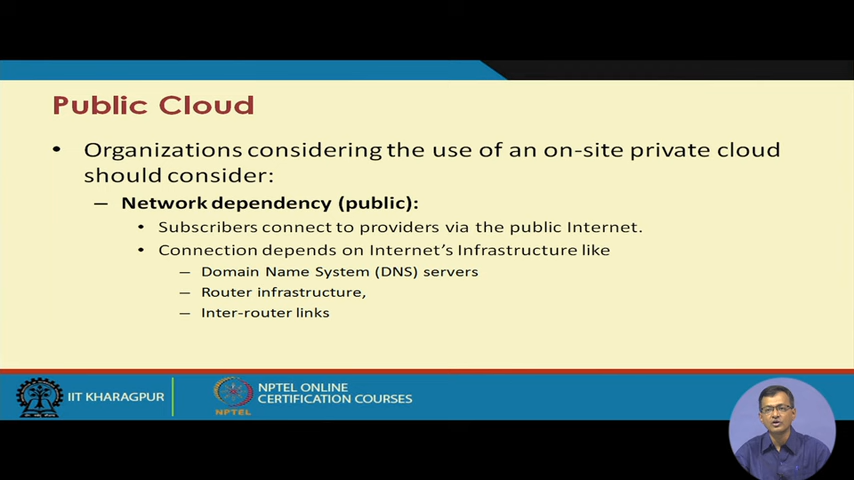 Public Cloud
• Organizations considering the use of an on-site private cloud
should consider:
– Network dependency (public):
• Subscribers connect to providers via the public Internet.
• Connection depends on Internet's Infrastructure like
– Domain Name System (DNS) servers
– Router infrastructure,
– Inter-router links
IIT KHARAGPUR
NPTEL
NPTEL ONLINE
CERTIFICATION COURSES